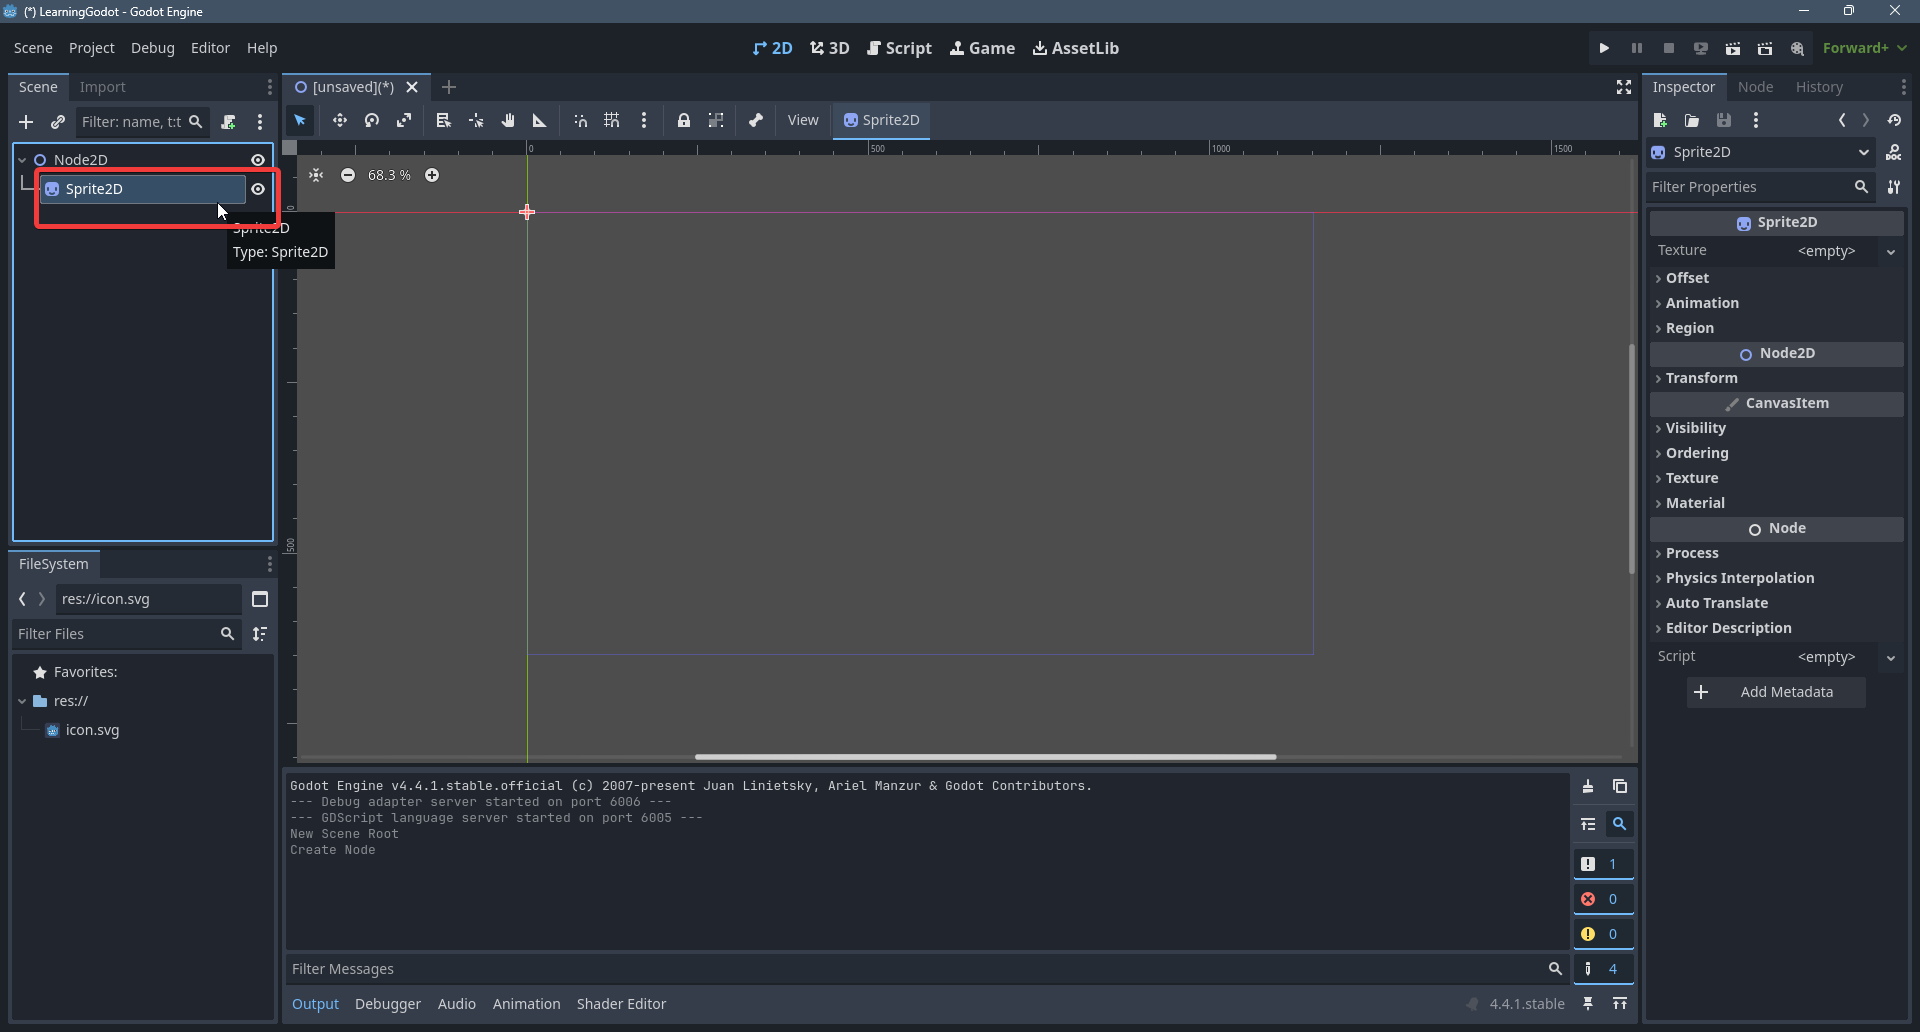 (*) LearningGodot - Godot Engine
Scene Project Debug Editor Help
2D 3D Script Game AssetLib
Forward+
Scene Import
[unsaved](*)
Inspector Node History
Filter: name, t:t
View Sprite2D
Node2D
Sprite2D
Sprite2D
Type: Sprite2D
68.3 %
0 500 1000 1500
0
500
Sprite2D
Filter Properties
Sprite2D
Texture <empty>
Offset
Animation
Region
Node2D
Transform
CanvasItem
Visibility
Ordering
Texture
Material
Node
Process
Physics Interpolation
Auto Translate
Editor Description
Script <empty>
Add Metadata
FileSystem
res://icon.svg
Filter Files
Favorites:
res://
icon.svg
Godot Engine v4.4.1.stable.official (c) 2007-present Juan Linietsky, Ariel Manzur & Godot Contributors.
--- Debug adapter server started on port 6006 ---
--- GDScript language server started on port 6005 ---
New Scene Root
Create Node
1
0
0
4
Filter Messages
Output Debugger Audio Animation Shader Editor
4.4.1.stable